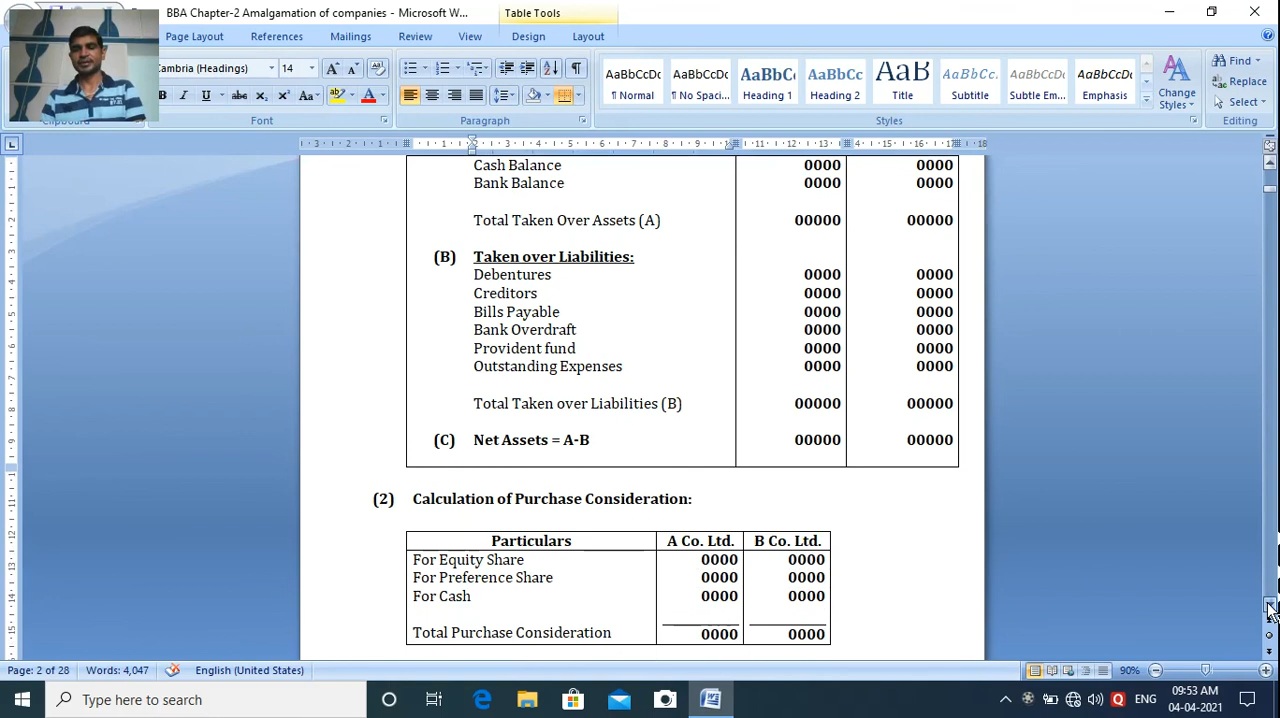 BBA Chapter-2 Amalgamation of companies - Microsoft W...
Table Tools
Page Layout References Mailings Review View Design Layout
ambria (Headings) 14
AaBbCcDc AaBbCcDc AaBbCc AaBbCc AaB AaBbCcL AaBbCcDc AaBbCcDc
¶ Normal ¶ No Spaci... Heading 1 Heading 2 Title Subtitle Subtle Em... Emphasis
Change Styles
Find
Replace
Select
Font Paragraph Styles Editing
Cash Balance 0000 0000
Bank Balance 0000 0000
Total Taken Over Assets (A) 00000 00000
(B) Taken over Liabilities:
Debentures 0000 0000
Creditors 0000 0000
Bills Payable 0000 0000
Bank Overdraft 0000 0000
Provident fund 0000 0000
Outstanding Expenses 0000 0000
Total Taken over Liabilities (B) 00000 00000
(C) Net Assets = A-B 00000 00000
(2) Calculation of Purchase Consideration:
Particulars A Co. Ltd. B Co. Ltd.
For Equity Share 0000 0000
For Preference Share 0000 0000
For Cash 0000 0000
Total Purchase Consideration 0000 0000
Page: 2 of 28 Words: 4,047 English (United States) 90%
Type here to search
ENG
09:53 AM
04-04-2021